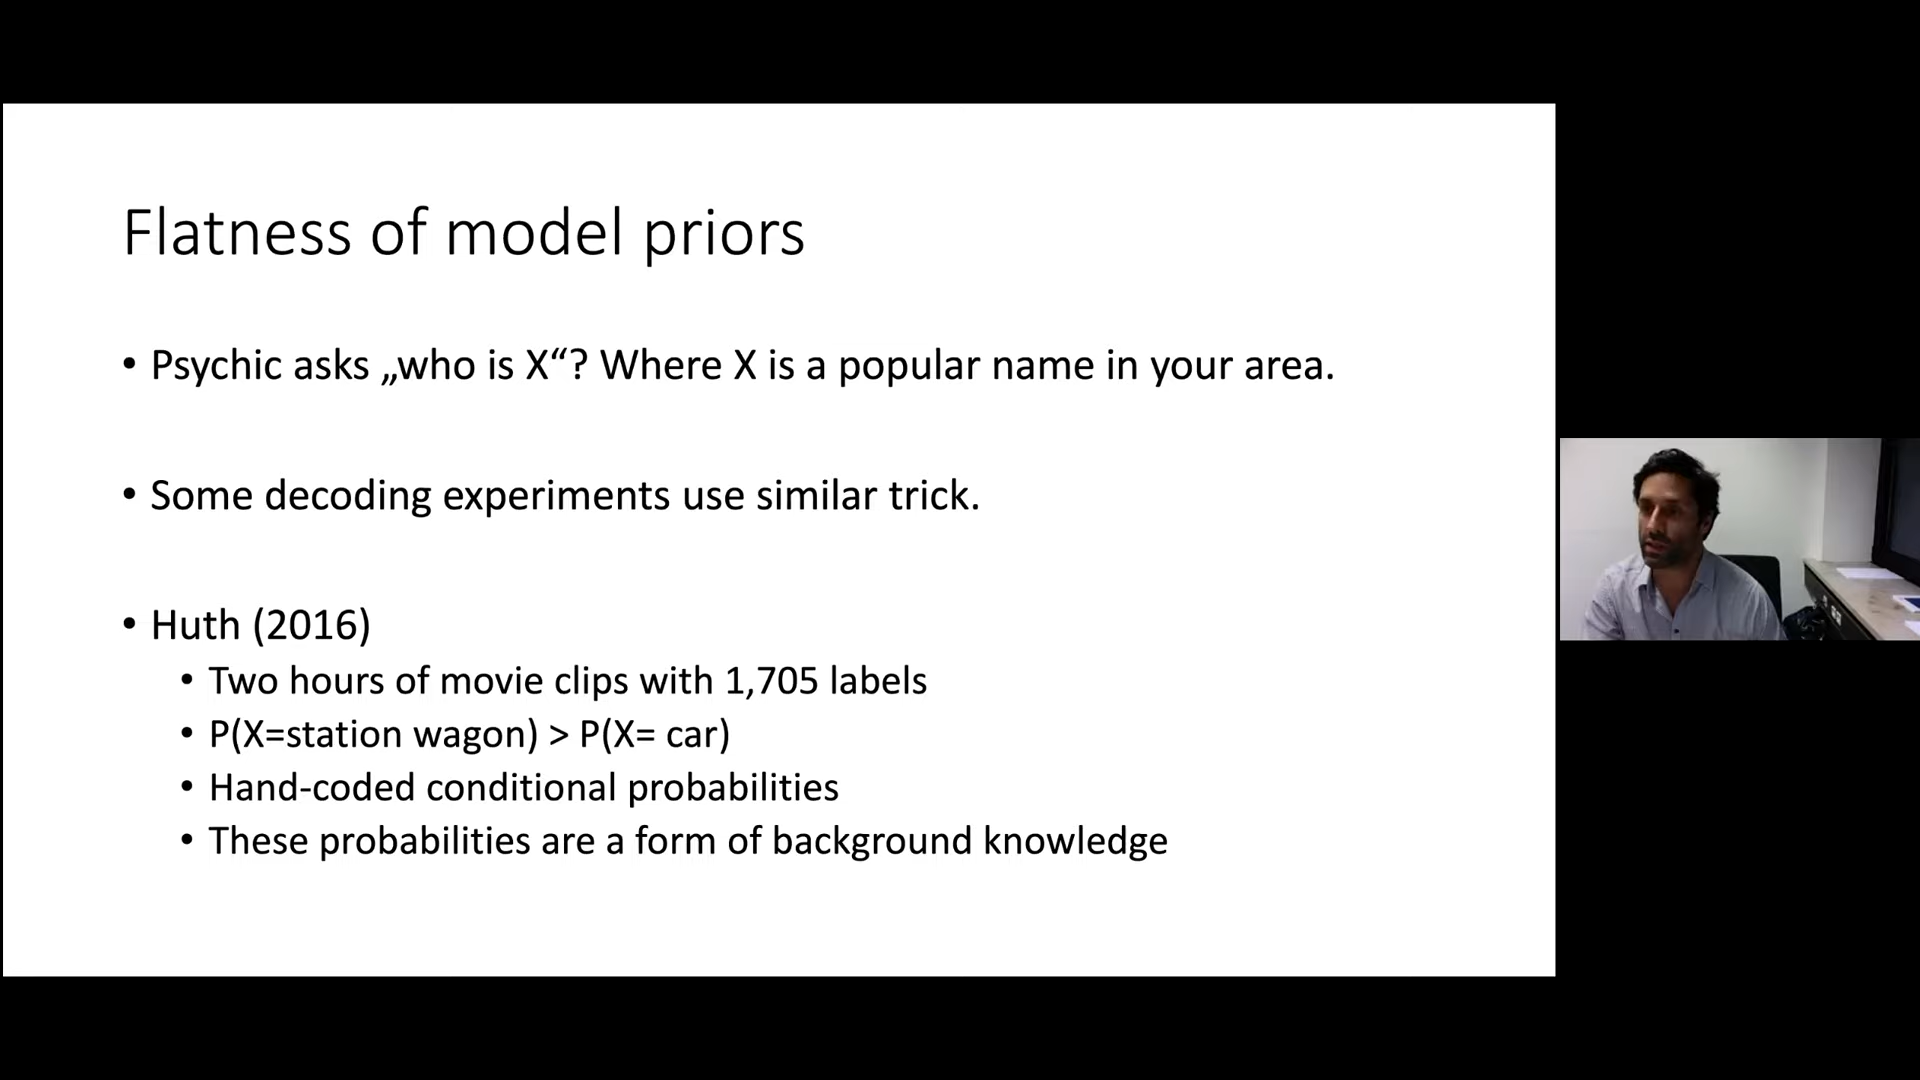 Flatness of model priors
• Psychic asks „who is X“? Where X is a popular name in your area.
• Some decoding experiments use similar trick.
• Huth (2016)
• Two hours of movie clips with 1,705 labels
• P(X=station wagon) > P(X= car)
• Hand-coded conditional probabilities
• These probabilities are a form of background knowledge